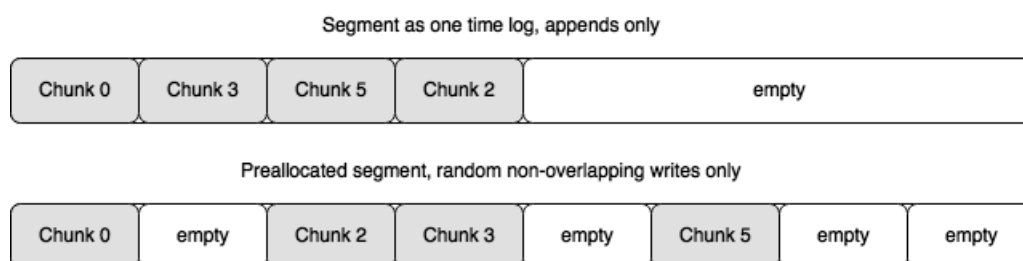 Segment as one time log, appends only
Chunk 0 Chunk 3 Chunk 5 Chunk 2 empty
Preallocated segment, random non-overlapping writes only
Chunk 0 empty Chunk 2 Chunk 3 empty Chunk 5 empty empty